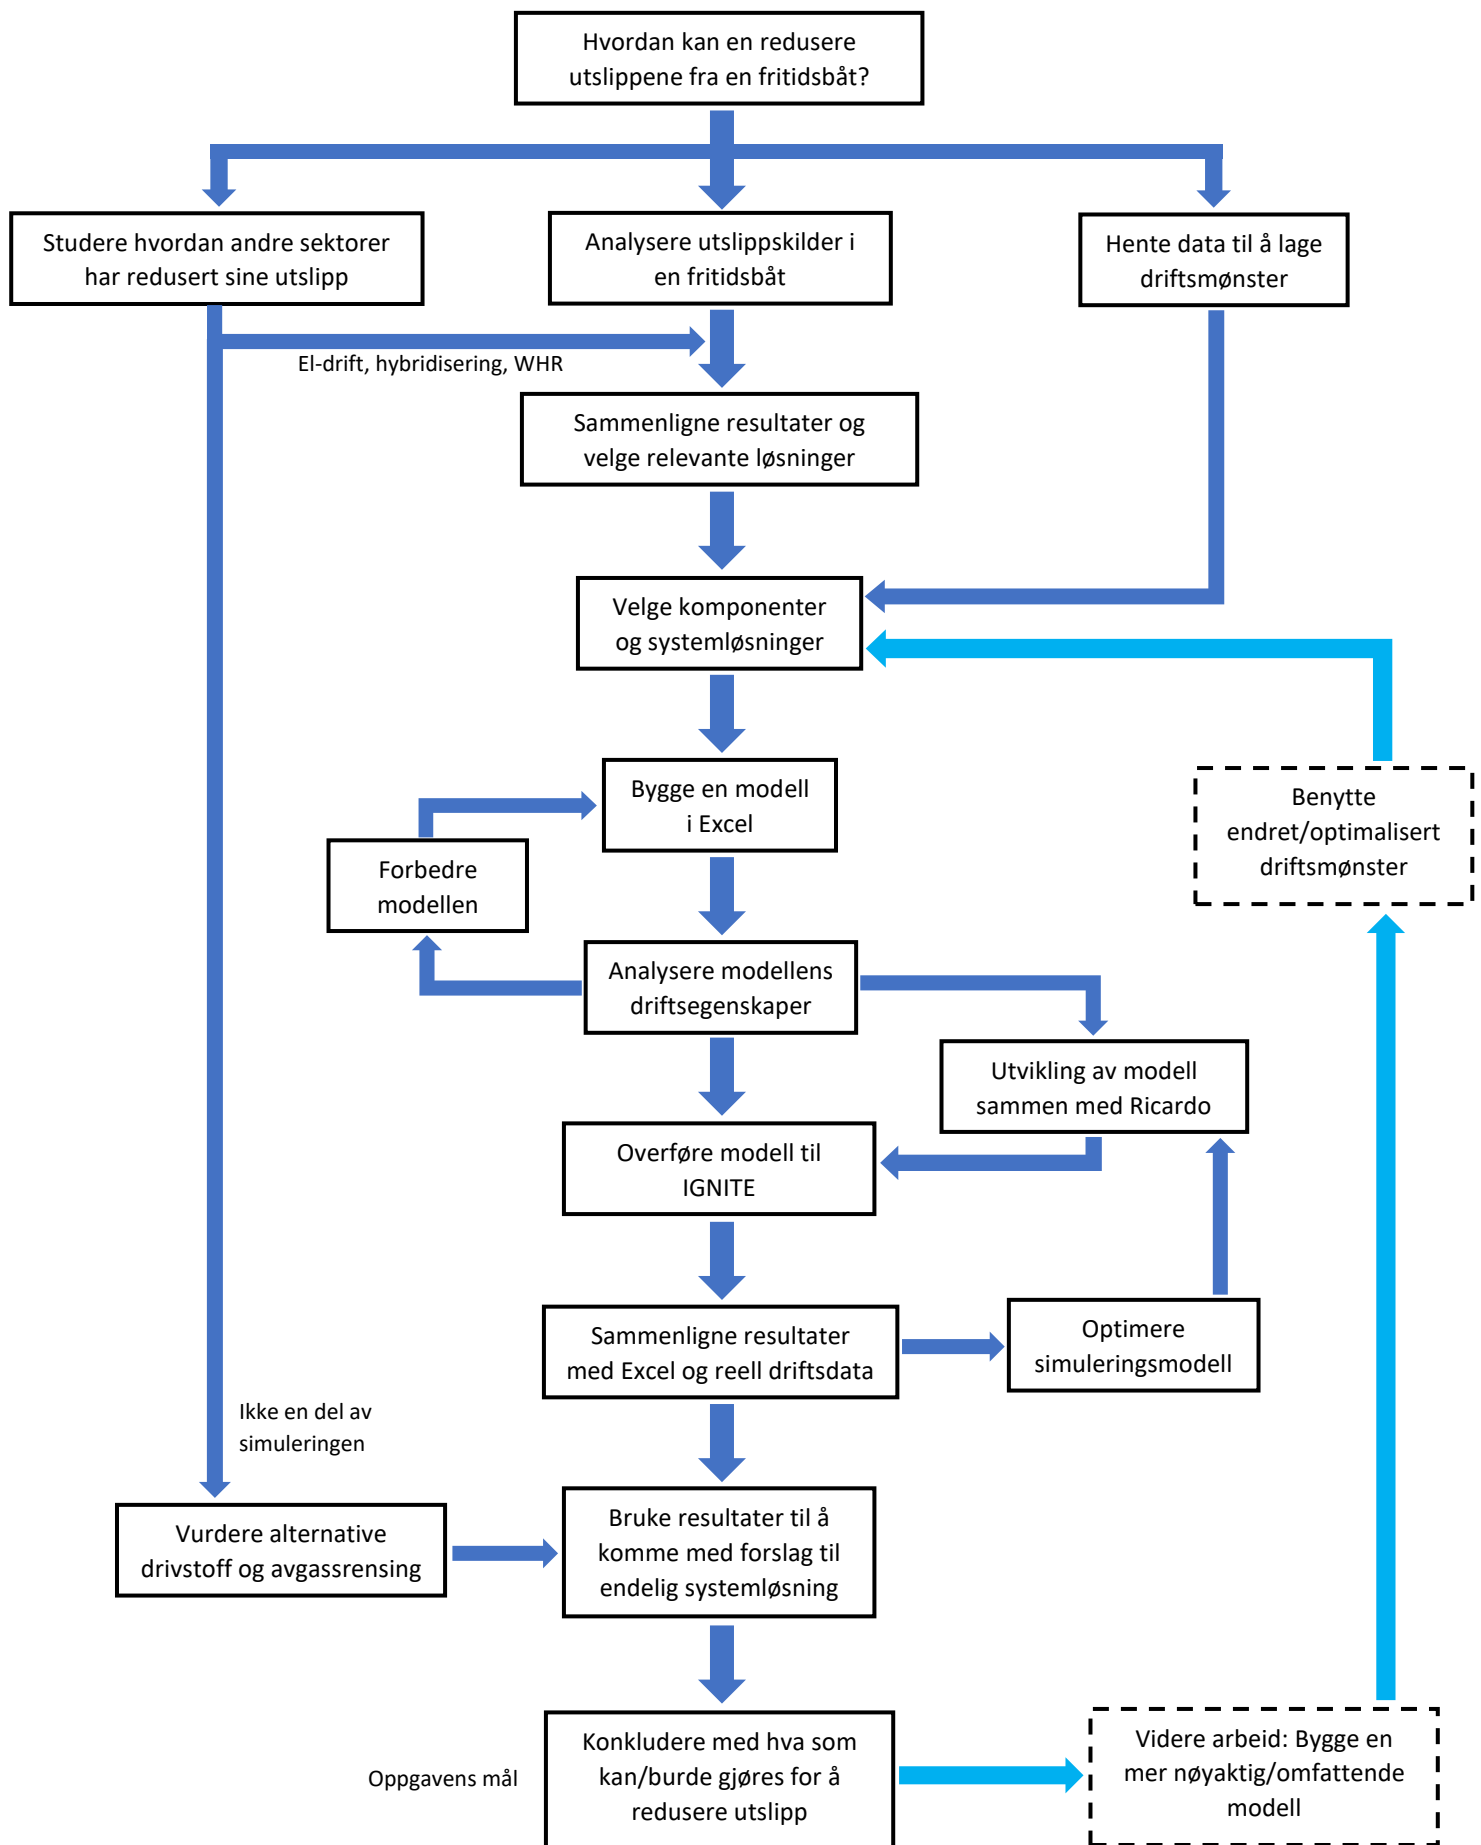 Hvordan kan en redusere
utslippene fra en fritidsbåt?
Studere hvordan andre sektorer
har redusert sine utslipp
Analysere utslippskilder i
en fritidsbåt
Hente data til å lage
driftsmønster
El-drift, hybridisering, WHR
Sammenligne resultater og
velge relevante løsninger
Velge komponenter
og systemløsninger
Bygge en modell
i Excel
Benytte
endret/optimalisert
driftsmønster
Forbedre
modellen
Analysere modellens
driftsegenskaper
Utvikling av modell
sammen med Ricardo
Overføre modell til
IGNITE
Sammenligne resultater
med Excel og reell driftsdata
Optimere
simuleringsmodell
Ikke en del av
simuleringen
Vurdere alternative
drivstoff og avgassrensing
Bruke resultater til å
komme med forslag til
endelig systemløsning
Oppgavens mål
Konkludere med hva som
kan/burde gjøres for å
redusere utslipp
Videre arbeid: Bygge en
mer nøyaktig/omfattende
modell